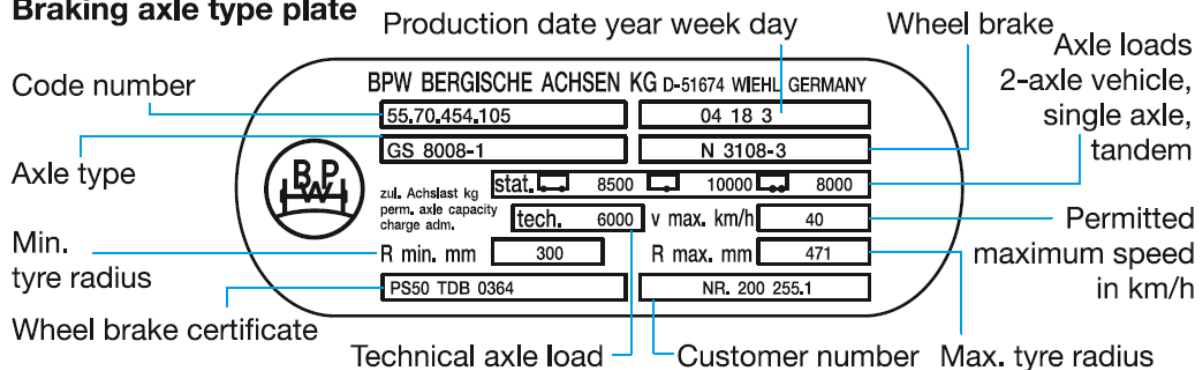 Braking axle type plate
Production date year week day
Wheel brake
Axle loads
2-axle vehicle,
single axle,
tandem
Code number
BPW BERGISCHE ACHSEN KG D-51674 WIEHL GERMANY
55.70.454.105
04 18 3
GS 8008-1
N 3108-3
Axle type
BPW
zul. Achslast kg
perm. axle capacity
charge adm.
stat. 8500 10000 8000
tech. 6000 v max. km/h 40
Permitted
maximum speed
in km/h
Min.
tyre radius
R min. mm 300 R max. mm 471
PS50 TDB 0364
NR. 200 255.1
Wheel brake certificate
Technical axle load
Customer number
Max. tyre radius